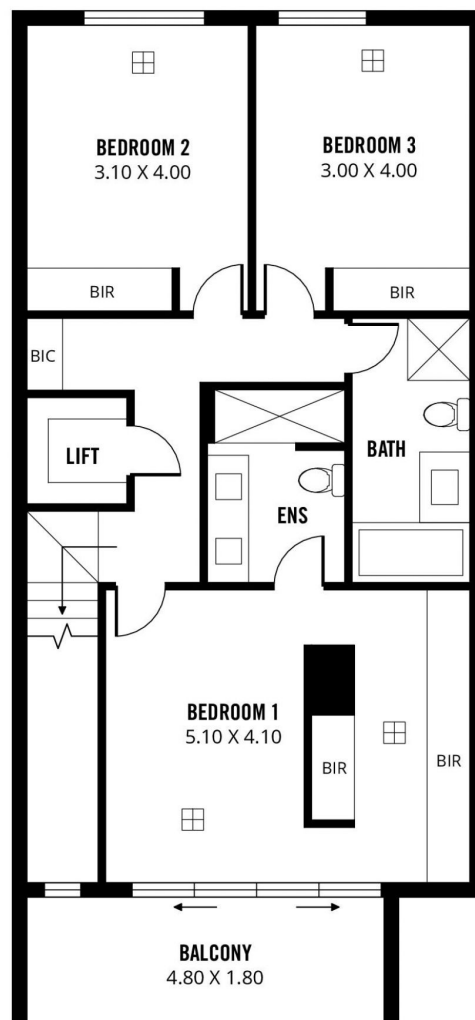 BEDROOM 2
3.10 X 4.00
BEDROOM 3
3.00 X 4.00
BIR
BIR
BIC
LIFT
BATH
ENS
BEDROOM 1
5.10 X 4.10
BIR
BIR
BALCONY
4.80 X 1.80